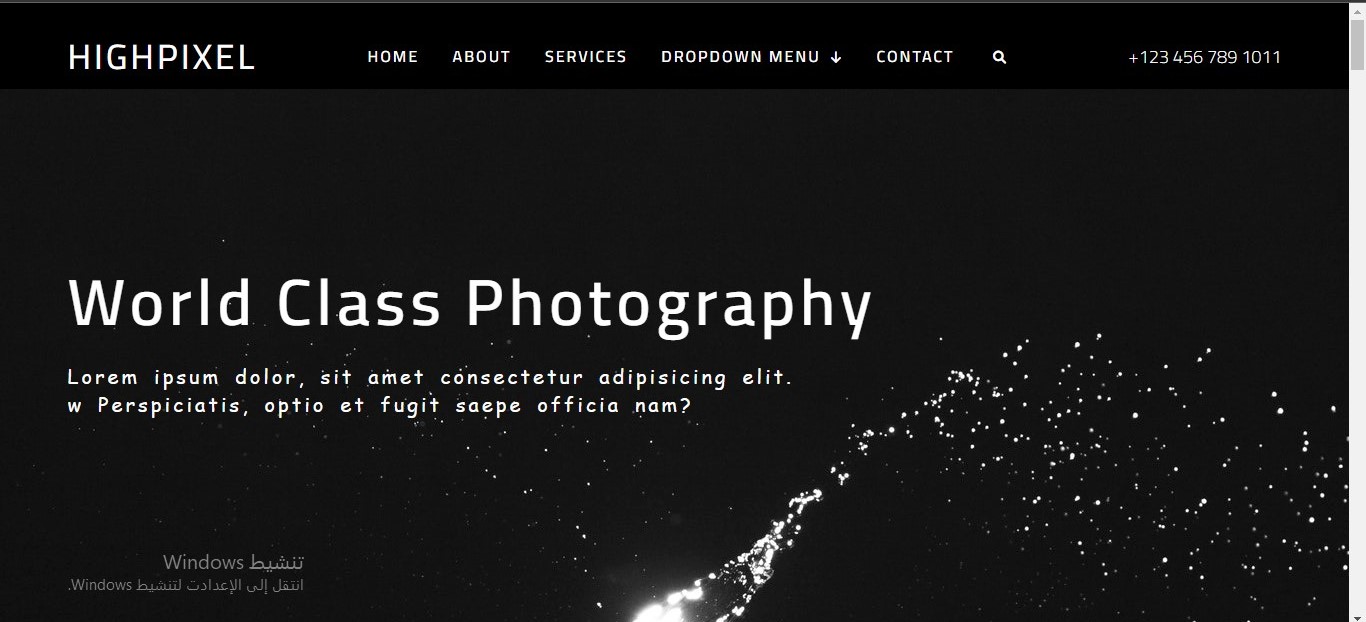 HIGHPIXEL HOME ABOUT SERVICES DROPDOWN MENU ↓ CONTACT +123 456 789 1011
World Class Photography
Lorem ipsum dolor, sit amet consectetur adipisicing elit.
w Perspiciatis, optio et fugit saepe officia nam?
تنشيط Windows
انتقل إلى الإعدادت لتنشيط Windows.